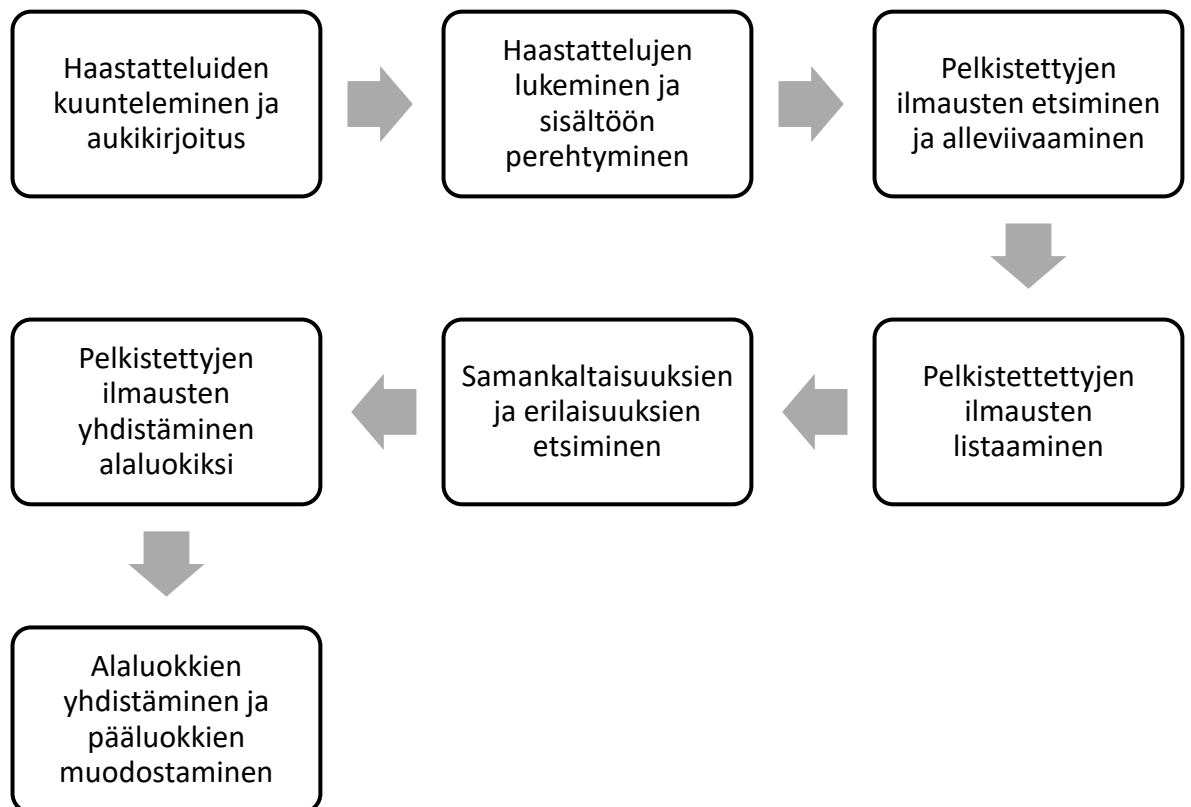 Haastatteluiden
kuunteleminen ja
aukikirjoitus
Haastattelujen
lukeminen ja
sisältöön
perehtyminen
Pelkistettyjen
ilmausten etsiminen
ja alleviivaaminen
Pelkistettettyjen
ilmausten
listaaminen
Samankaltaisuuksien
ja erilaisuuksien
etsiminen
Pelkistettyjen
ilmausten
yhdistäminen
alaluokiksi
Alaluokkien
yhdistäminen ja
pääluokkien
muodostaminen